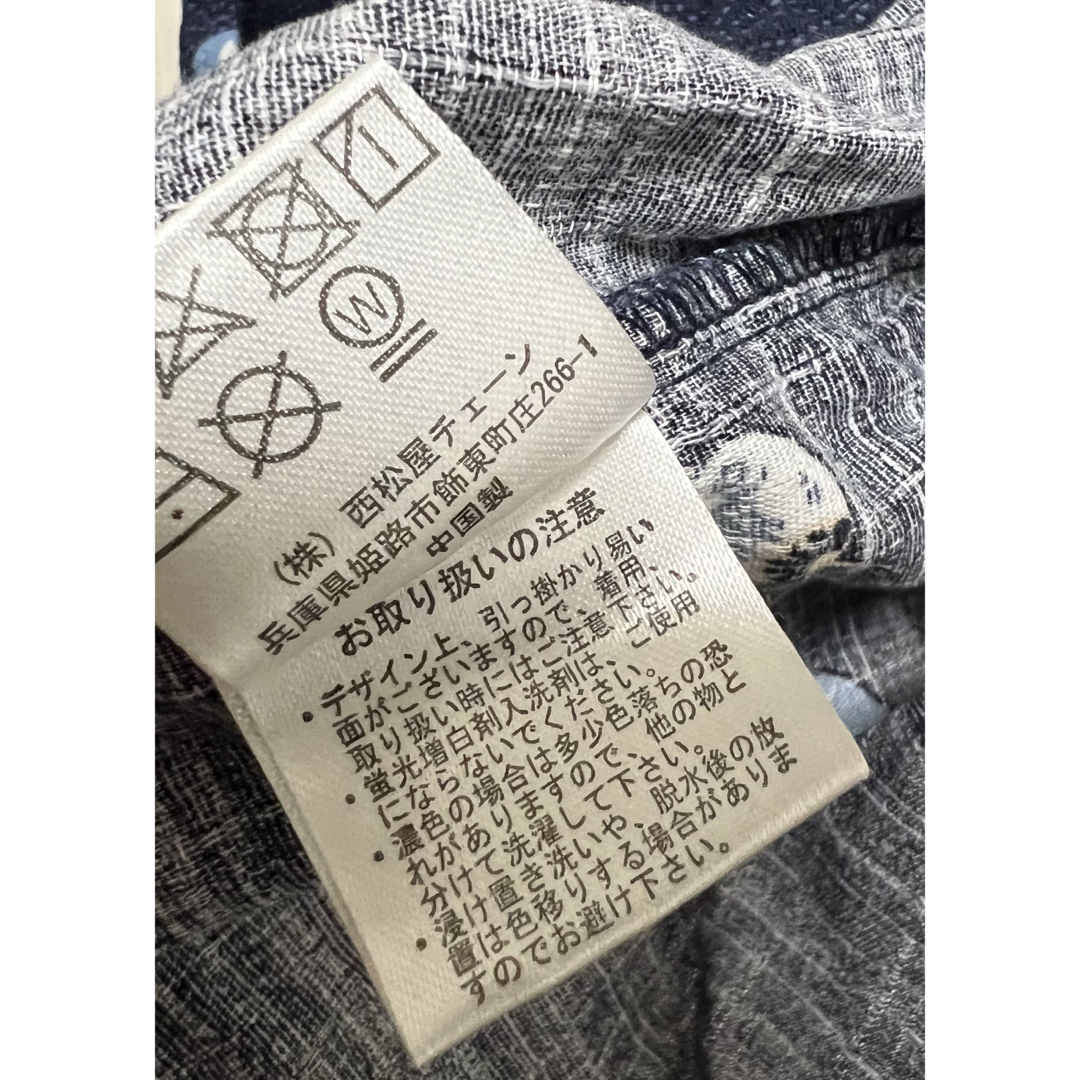 W
(株) 西松屋チェーン
兵庫県姫路市飾東町庄266-1
中国製
お取り扱いの注意
・デザイン上、引っ掛かり易い
面がございますので、着用、
取り扱い時にはご注意下さい。
・蛍光増白剤入洗剤は、ご使用
にならないでください。
・濃色の場合は多少色落ちの恐
れがありますので、他の物と
分けて洗濯して下さい。
・浸け置き洗いや、脱水後の放
置は色移りする場合がありま
すのでお避け下さい。